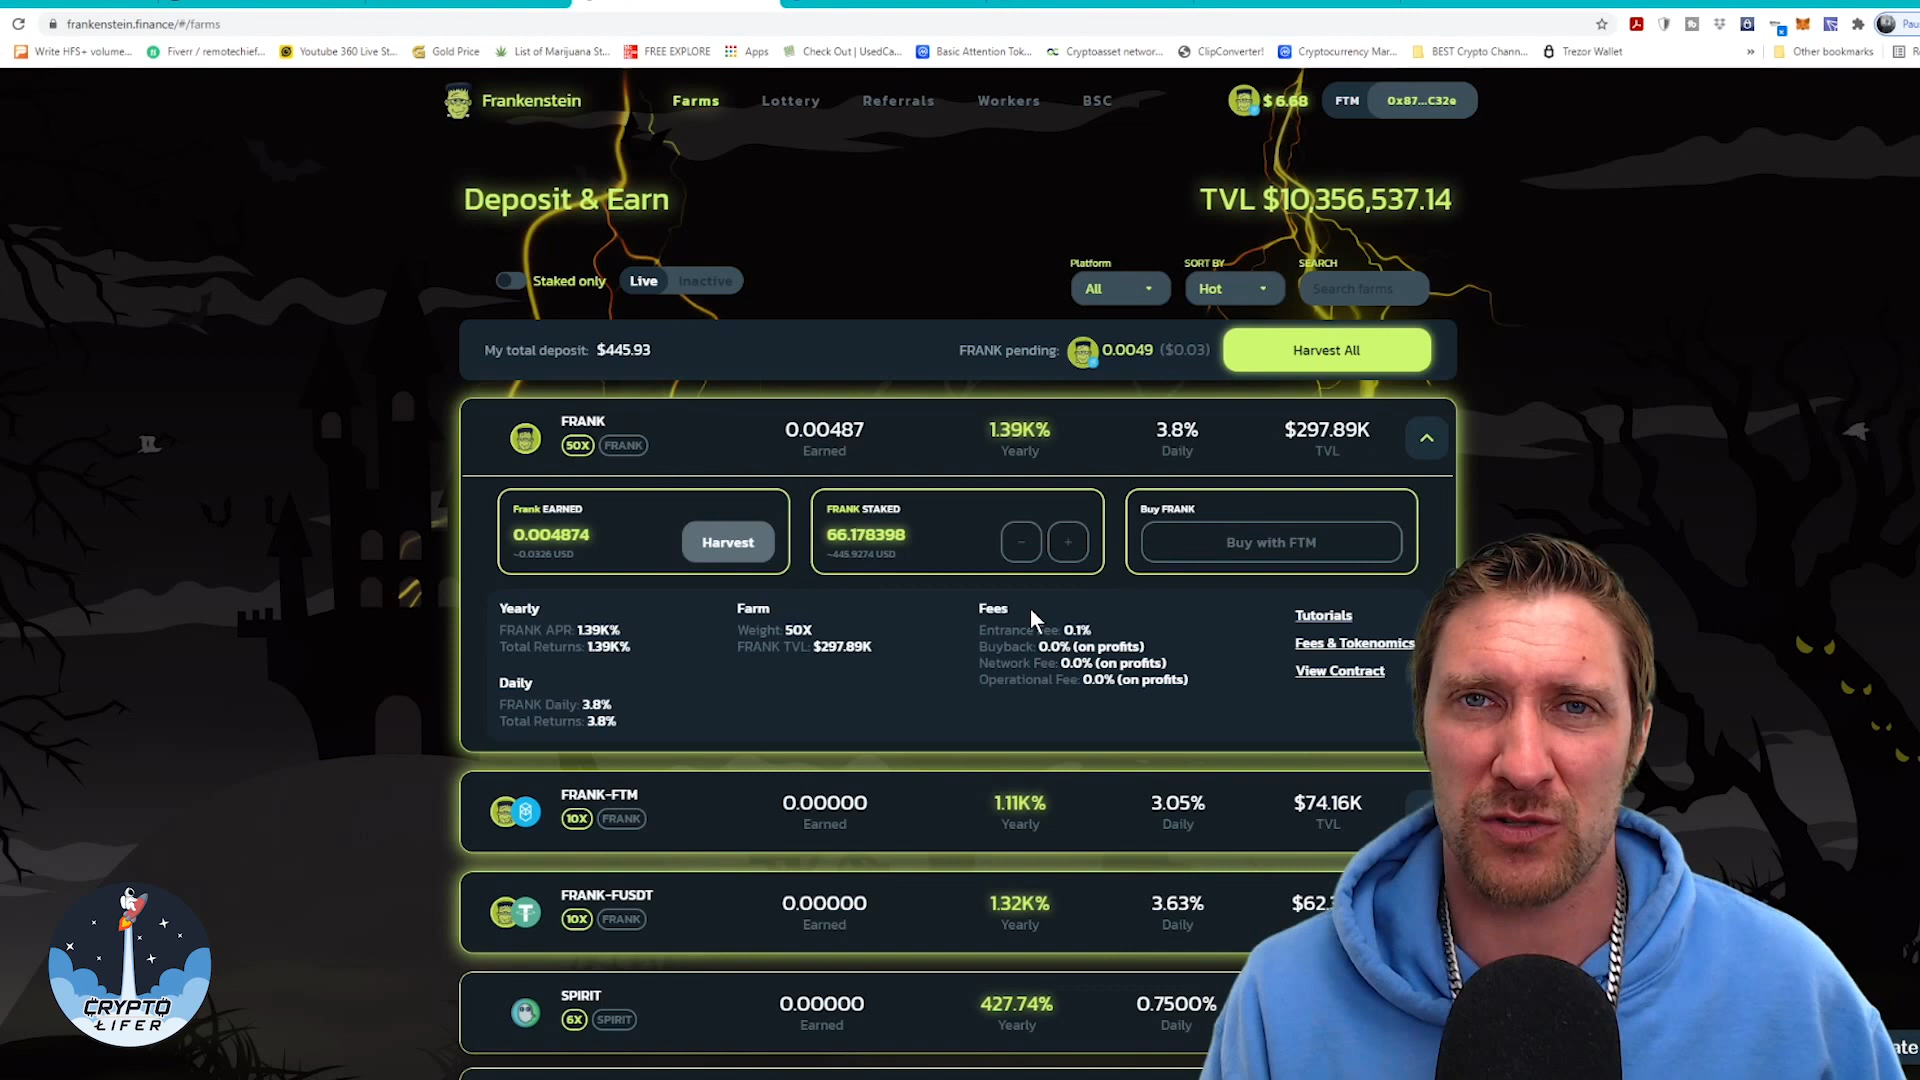 frankenstein.finance/#/farms
Pau
Write HFS+ volume...
Fiverr / remotechief...
Youtube 360 Live St...
Gold Price
List of Marijuana St...
FREE EXPLORE
Apps
Check Out | UsedCa...
Basic Attention Tok...
Cryptoasset networ...
ClipConverter!
Cryptocurrency Mar...
BEST Crypto Chann...
Trezor Wallet
»
Other bookmarks
Frankenstein
Farms
Lottery
Referrals
Workers
BSC
$ 6.68
FTM
0x87...C32e
Deposit & Earn
TVL $10,356,537.14
Staked only
Live
Inactive
Platform
All
SORT BY
Hot
SEARCH
Search farms
My total deposit: $445.93
FRANK pending:
0.0049 ($0.03)
Harvest All
FRANK
50X FRANK
0.00487
Earned
1.39K%
Yearly
3.8%
Daily
$297.89K
TVL
Frank EARNED
0.004874
~0.0326 USD
Harvest
FRANK STAKED
66.178398
~445.9274 USD
-
+
Buy FRANK
Buy with FTM
Yearly
FRANK APR: 1.39K%
Total Returns: 1.39K%
Daily
FRANK Daily: 3.8%
Total Returns: 3.8%
Farm
Weight: 50X
FRANK TVL: $297.89K
Fees
Entrance Fee: 0.1%
Buyback: 0.0% (on profits)
Network Fee: 0.0% (on profits)
Operational Fee: 0.0% (on profits)
Tutorials
Fees & Tokenomics
View Contract
FRANK-FTM
10X FRANK
0.00000
Earned
1.11K%
Yearly
3.05%
Daily
$74.16K
TVL
FRANK-FUSDT
10X FRANK
0.00000
Earned
1.32K%
Yearly
3.63%
Daily
$62.
SPIRIT
6X SPIRIT
0.00000
Earned
427.74%
Yearly
0.7500%
Daily
CRYPTO
LIFER
ate